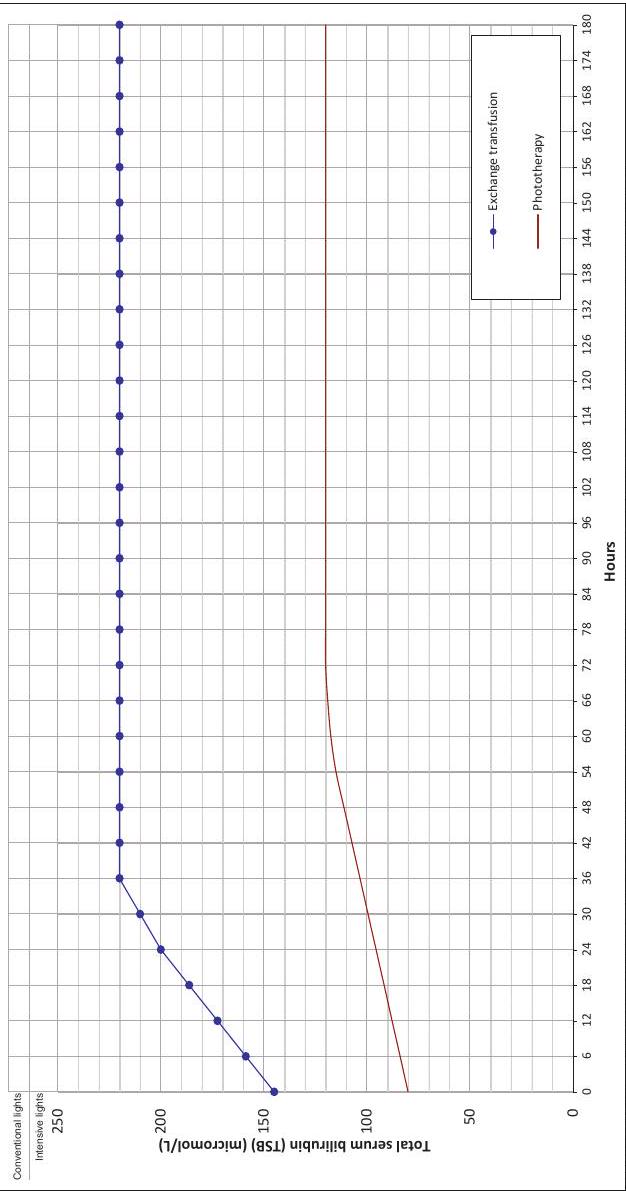 Conventional lights
Intensive lights
250
200
150
100
50
0
Total serum bilirubin (TSB) (micromol/L)
0 6 12 18 24 30 36 42 48 54 60 66 72 78 84 90 96 102 108 114 120 126 132 138 144 150 156 162 168 174 180
Hours
Exchange transfusion
Phototherapy